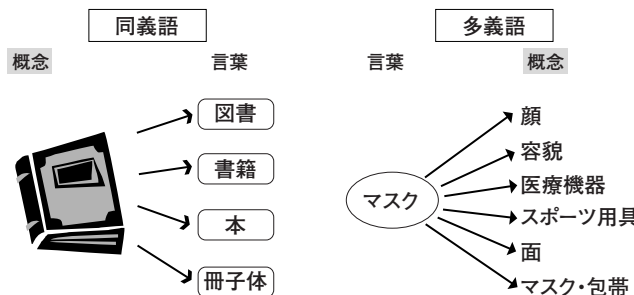 同義語
概念
言葉
図書
書籍
本
冊子体
多義語
言葉
概念
マスク
顔
容貌
医療機器
スポーツ用具
面
マスク・包帯